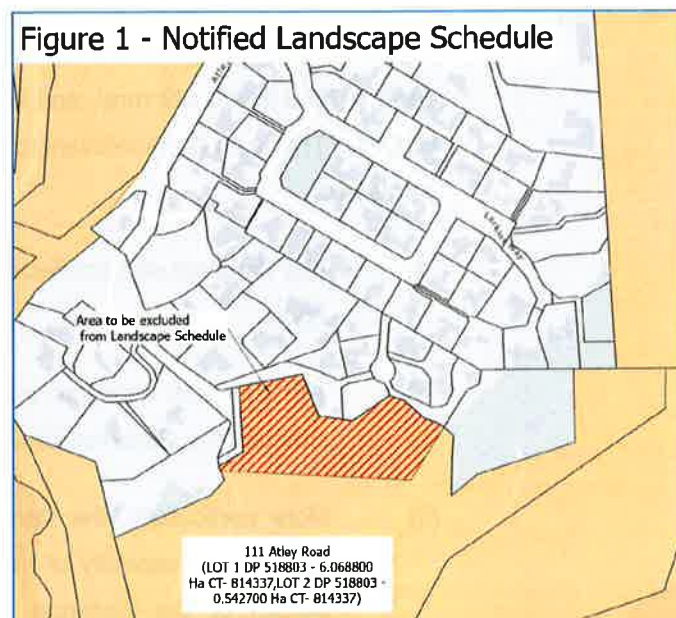 Figure 1 - Notified Landscape Schedule
Area to be excluded
from Landscape Schedule
111 Atley Road
(LOT 1 DP 518803 - 6.068800
Ha CT- 814337,LOT 2 DP 518803 -
0.542700 Ha CT- 814337)